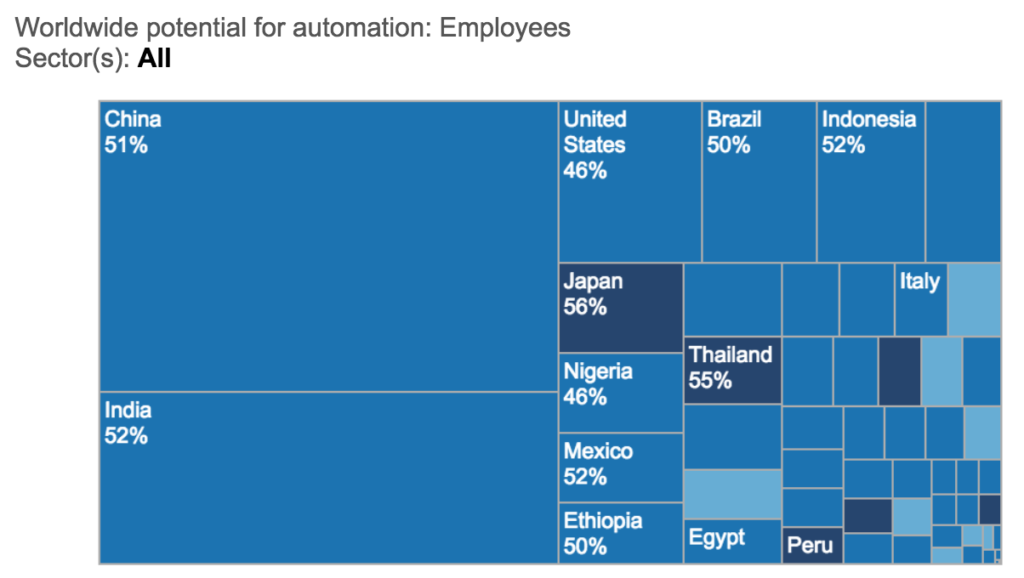 Worldwide potential for automation: Employees
Sector(s): All
China
51%
India
52%
United
States
46%
Brazil
50%
Indonesia
52%
Japan
56%
Nigeria
46%
Mexico
52%
Ethiopia
50%
Thailand
55%
Egypt
Italy
Peru